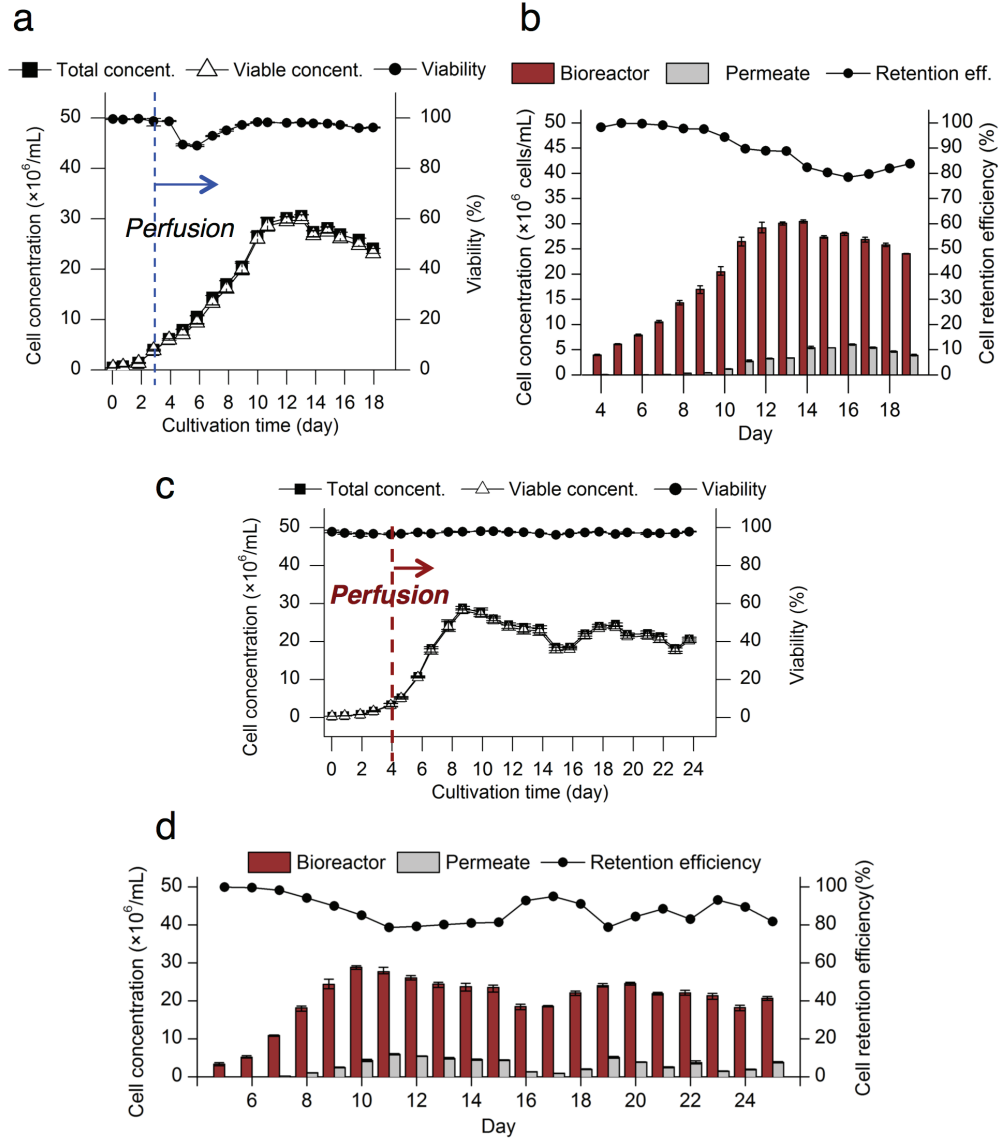 a
Total concent. Viable concent. Viability
Cell concentration (×10⁶/mL)
50
40
30
20
10
0
100
80
60
40
20
0
Viability (%)
Perfusion
0 2 4 6 8 10 12 14 16 18
Cultivation time (day)
b
Bioreactor Permeate Retention eff.
Cell concentration (×10⁶ cells/mL)
50
45
40
35
30
25
20
15
10
5
0
100
90
80
70
60
50
40
30
20
10
0
Cell retention efficiency (%)
4 6 8 10 12 14 16 18
Day
c
Total concent. Viable concent. Viability
Cell concentration (×10⁶/mL)
50
40
30
20
10
0
100
80
60
40
20
0
Viability (%)
Perfusion
0 2 4 6 8 10 12 14 16 18 20 22 24
Cultivation time (day)
d
Bioreactor Permeate Retention efficiency
Cell concentration (×10⁶/mL)
50
40
30
20
10
0
100
80
60
40
20
0
Cell retention efficiency(%)
6 8 10 12 14 16 18 20 22 24
Day